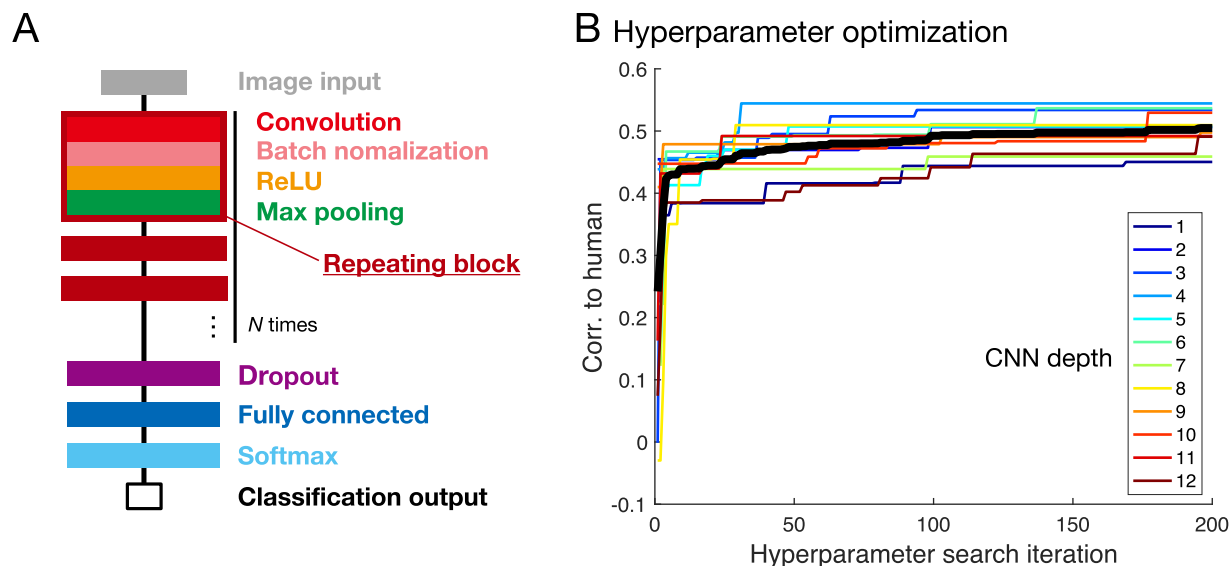 A
Image input
Convolution
Batch nomalization
ReLU
Max pooling
Repeating block
N times
Dropout
Fully connected
Softmax
Classification output
B Hyperparameter optimization
0.6
0.5
0.4
0.3
0.2
0.1
0
-0.1
Corr. to human
0
50
100
150
200
Hyperparameter search iteration
CNN depth
1
2
3
4
5
6
7
8
9
10
11
12